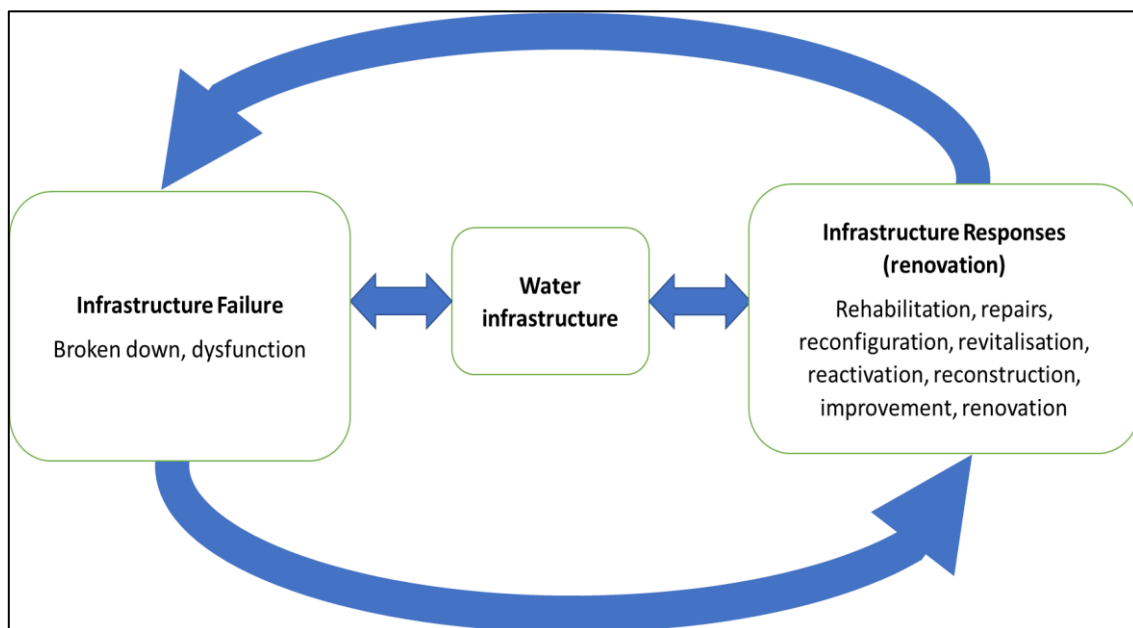 Infrastructure Failure
Broken down, dysfunction
Water
infrastructure
Infrastructure Responses
(renovation)
Rehabilitation, repairs,
reconfiguration, revitalisation,
reactivation, reconstruction,
improvement, renovation